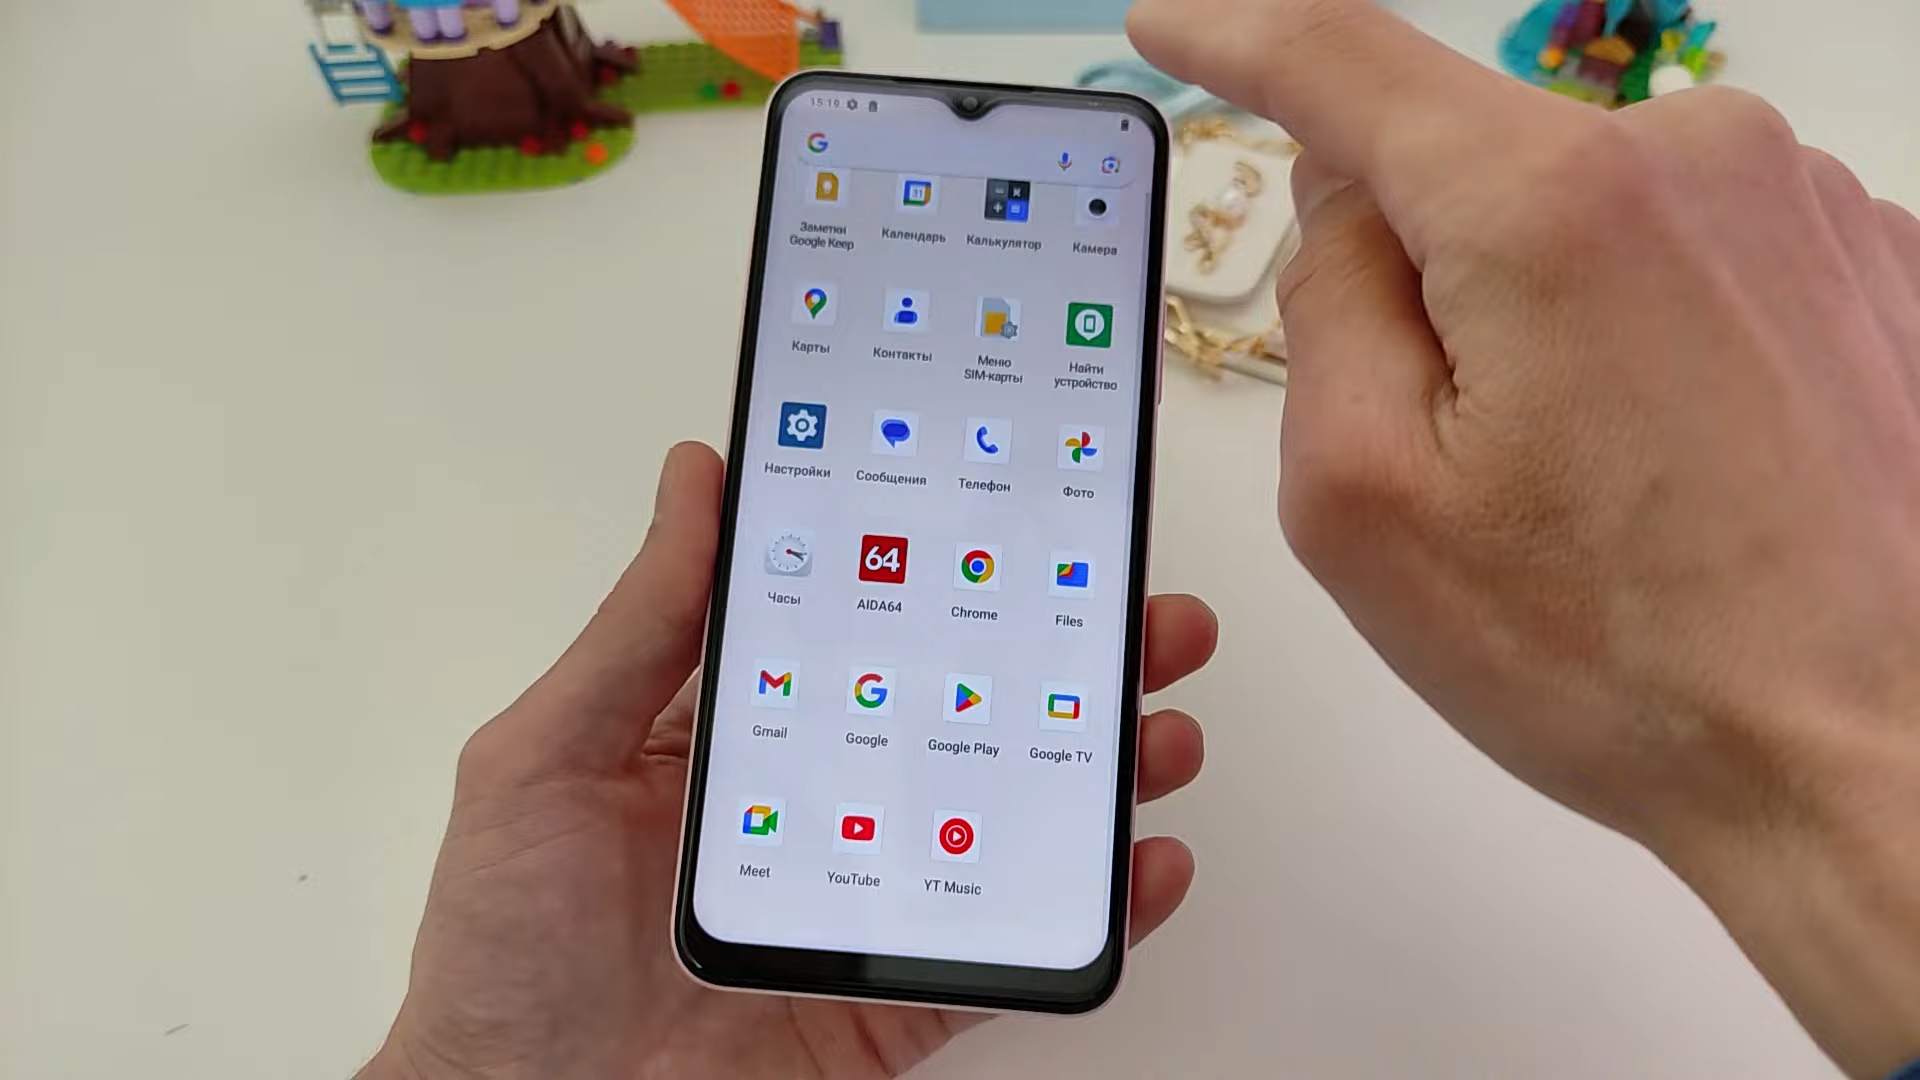 15:19
31
Заметки
Google Keep
Календарь
Калькулятор
Камера
Карты
Контакты
Меню
SIM-карты
Найти
устройство
Настройки
Сообщения
Телефон
Фото
Часы
64
AIDA64
Chrome
Files
Gmail
Google
Google Play
Google TV
Meet
YouTube
YT Music